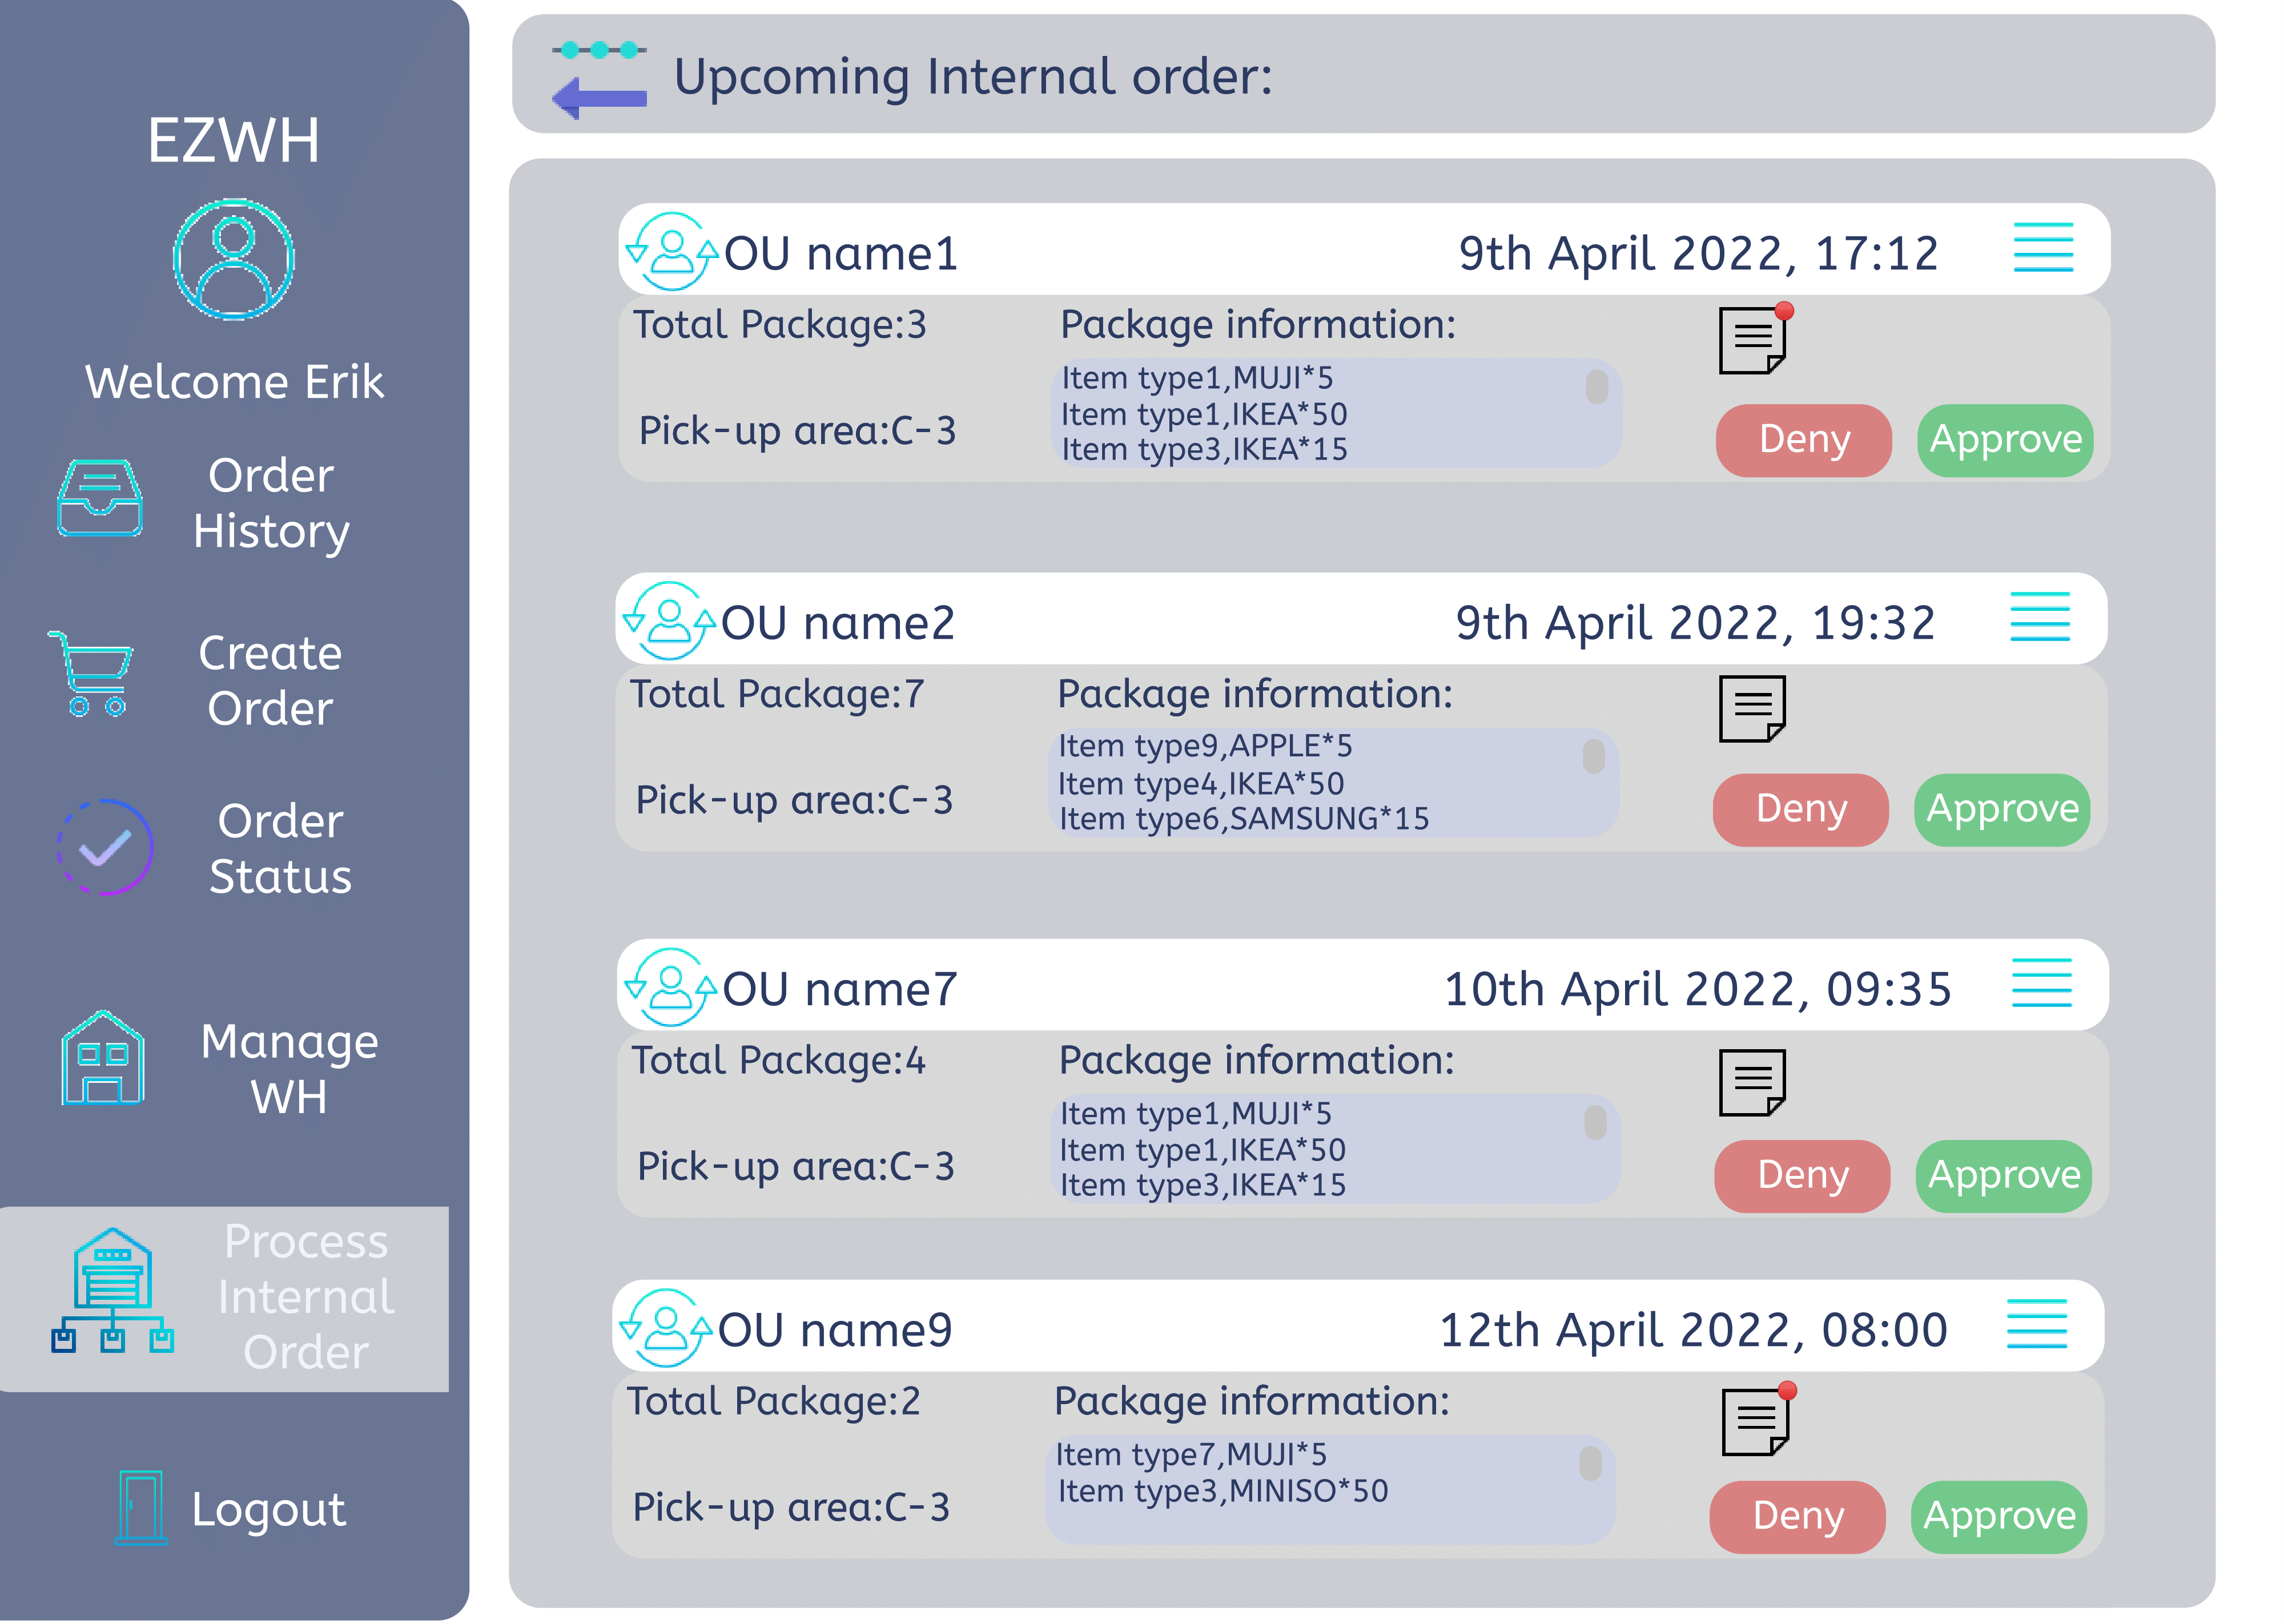 EZWH
Welcome Erik
Order
History
Create
Order
Order
Status
Manage
WH
Process
Internal
Order
Logout
Upcoming Internal order:
OU name1
9th April 2022, 17:12
Total Package:3
Package information:
Item type1,MUJI*5
Item type1,IKEA*50
Item type3,IKEA*15
Pick-up area:C-3
Deny
Approve
OU name2
9th April 2022, 19:32
Total Package:7
Package information:
Item type9,APPLE*5
Item type4,IKEA*50
Item type6,SAMSUNG*15
Pick-up area:C-3
Deny
Approve
OU name7
10th April 2022, 09:35
Total Package:4
Package information:
Item type1,MUJI*5
Item type1,IKEA*50
Item type3,IKEA*15
Pick-up area:C-3
Deny
Approve
OU name9
12th April 2022, 08:00
Total Package:2
Package information:
Item type7,MUJI*5
Item type3,MINISO*50
Pick-up area:C-3
Deny
Approve